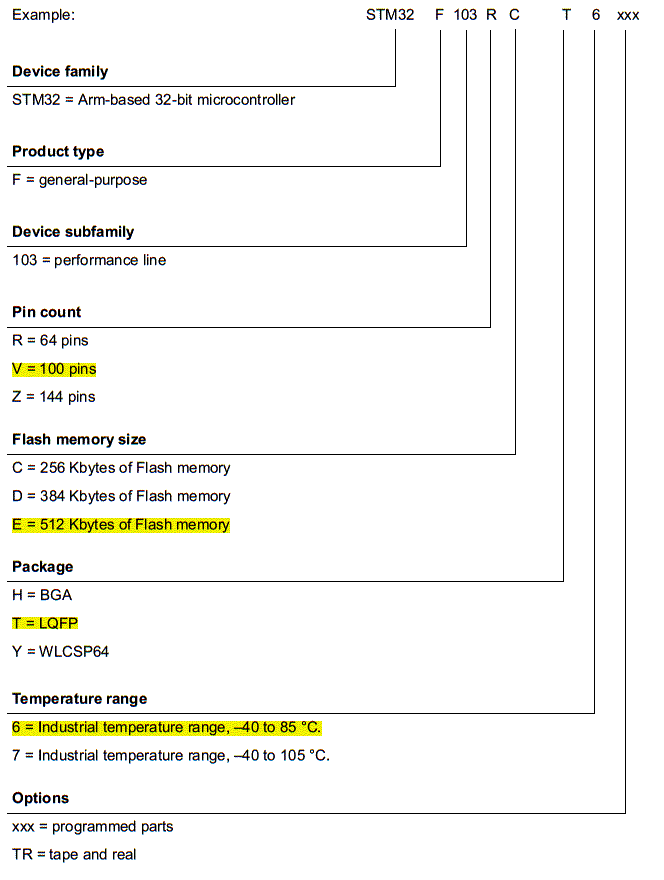 Example: STM32 F 103 R C T 6 xxx
Device family
STM32 = Arm-based 32-bit microcontroller
Product type
F = general-purpose
Device subfamily
103 = performance line
Pin count
R = 64 pins
V = 100 pins
Z = 144 pins
Flash memory size
C = 256 Kbytes of Flash memory
D = 384 Kbytes of Flash memory
E = 512 Kbytes of Flash memory
Package
H = BGA
T = LQFP
Y = WLCSP64
Temperature range
6 = Industrial temperature range, –40 to 85 °C.
7 = Industrial temperature range, –40 to 105 °C.
Options
xxx = programmed parts
TR = tape and real